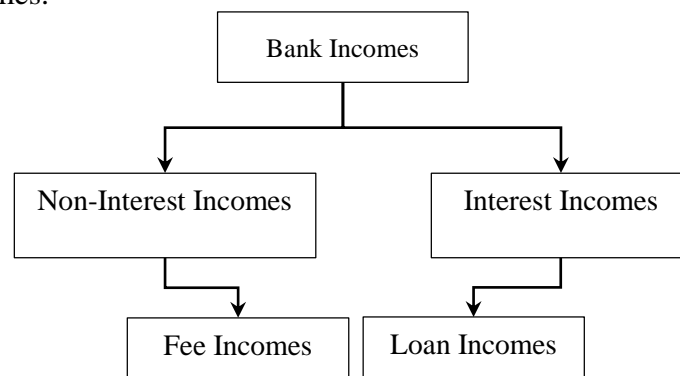 Bank Incomes
Non-Interest Incomes
Interest Incomes
Fee Incomes
Loan Incomes